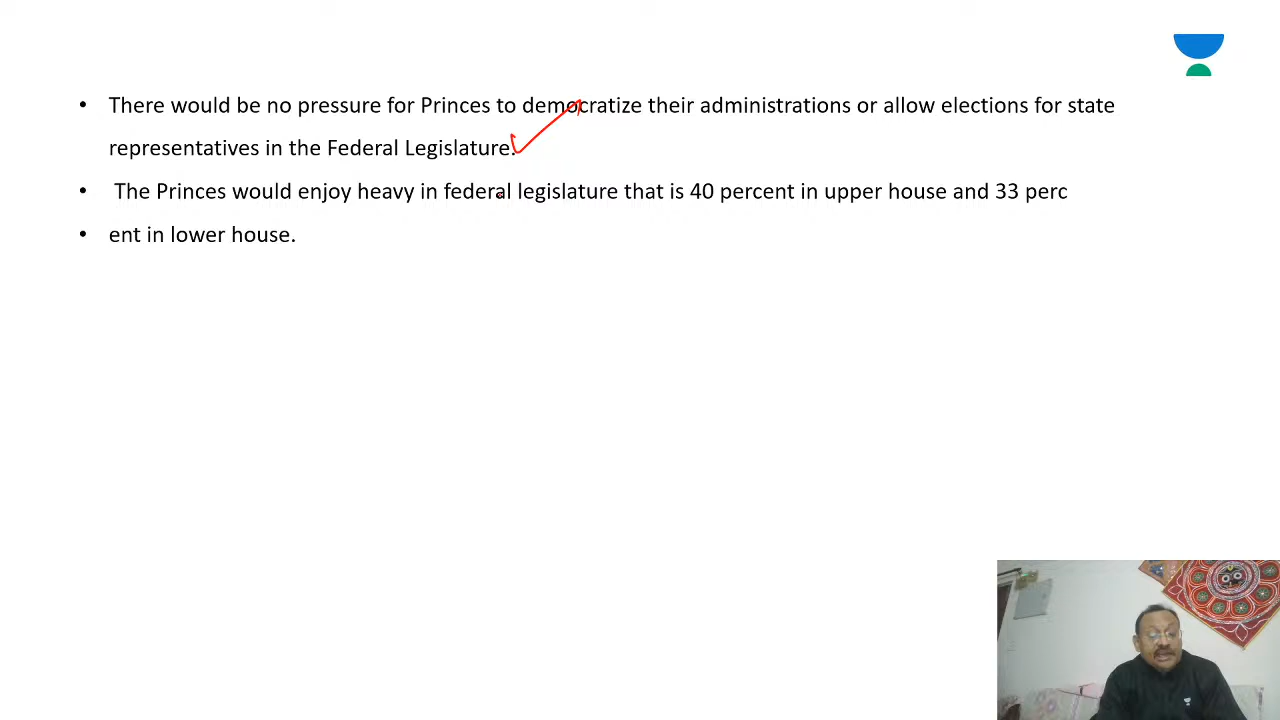 • There would be no pressure for Princes to democratize their administrations or allow elections for state
representatives in the Federal Legislature.
• The Princes would enjoy heavy in federal legislature that is 40 percent in upper house and 33 perc
• ent in lower house.